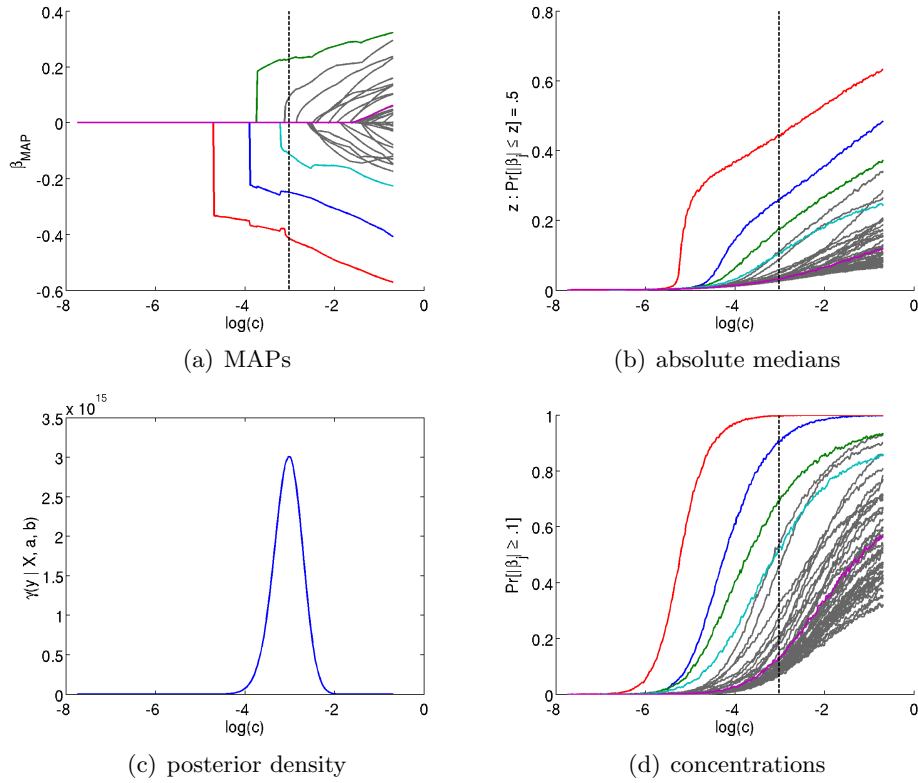 0.4
0.2
0
-0.2
-0.4
-0.6
β_MAP
-8 -6 -4 -2 0
log(c)
(a) MAPs
0.8
0.6
0.4
0.2
0
z : Pr[|β_j| ≤ z] = .5
-8 -6 -4 -2 0
log(c)
(b) absolute medians
x 10^15
3.5
3
2.5
2
1.5
1
0.5
0
γ(y | X, a, b)
-8 -6 -4 -2 0
log(c)
(c) posterior density
1
0.8
0.6
0.4
0.2
0
Pr[|β_j| ≥ .1]
-8 -6 -4 -2 0
log(c)
(d) concentrations